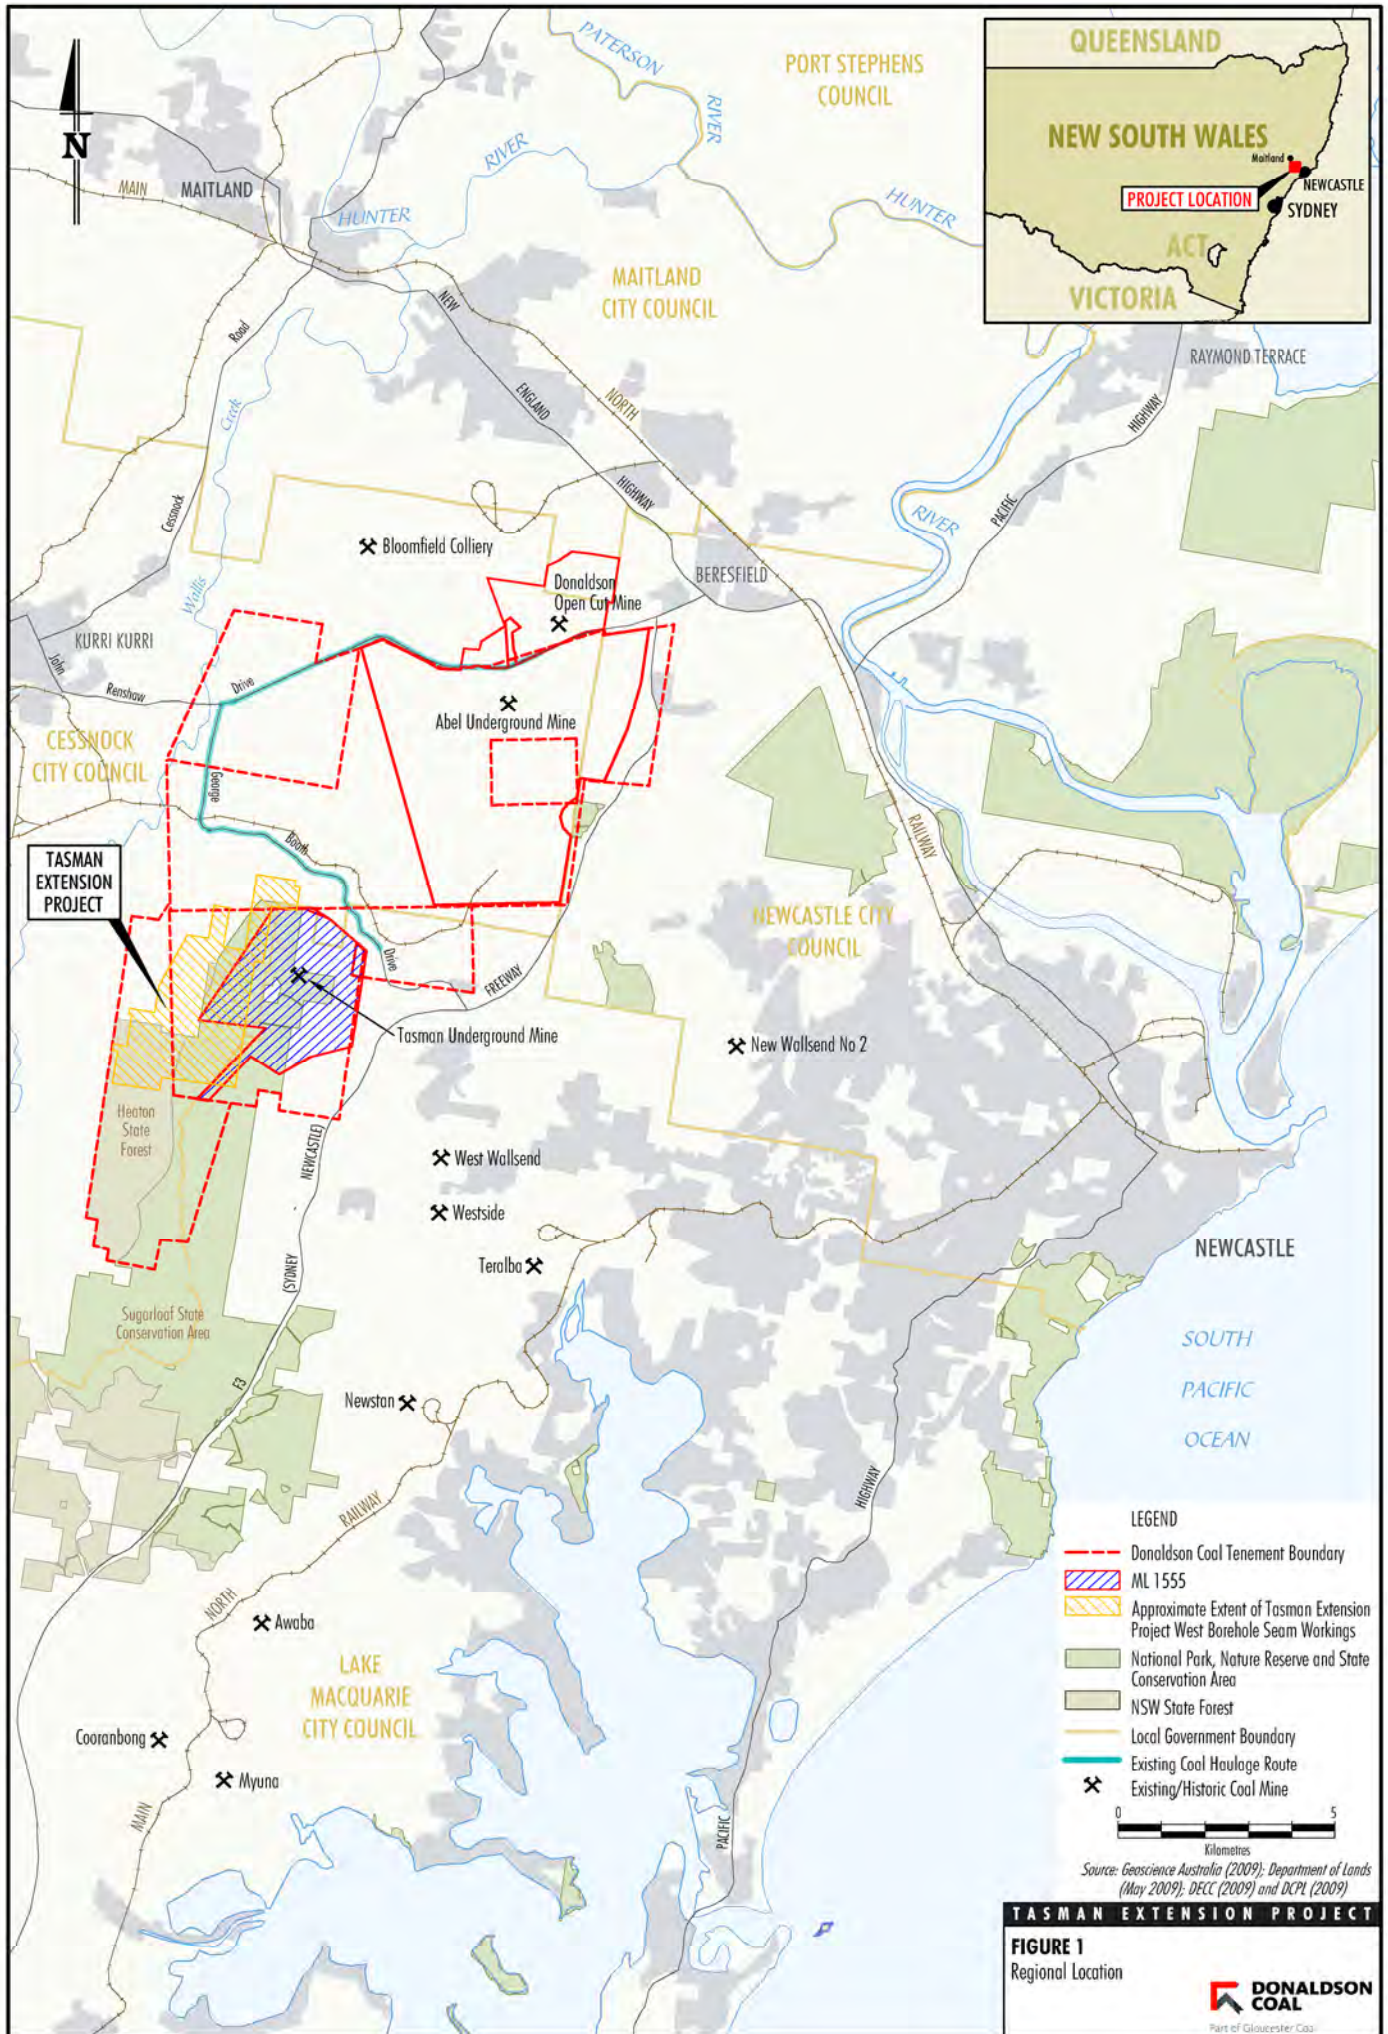 N
PATERSON
RIVER
PORT STEPHENS
COUNCIL
QUEENSLAND
NEW SOUTH WALES
Maitland
NEWCASTLE
PROJECT LOCATION
SYDNEY
ACT
VICTORIA
MAIN
MAITLAND
RIVER
HUNTER
HUNTER
MAITLAND
CITY COUNCIL
NEW
ENGLAND
HIGHWAY
NORTH
RAYMOND TERRACE
HIGHWAY
PACIFIC
RIVER
Road
Creek
Cessnock
Wallis
Bloomfield Colliery
Donaldson
Open Cut Mine
BERESFIELD
KURRI KURRI
John
Renshaw
Drive
Abel Underground Mine
CESSNOCK
CITY COUNCIL
George
Booth
Drive
RAILWAY
TASMAN
EXTENSION
PROJECT
NEWCASTLE CITY
COUNCIL
FREEWAY
Tasman Underground Mine
New Wallsend No 2
Heaton
State
Forest
NEWCASTLE)
West Wallsend
Westside
Teralba
(SYDNEY
NEWCASTLE
Sugarloaf State
Conservation Area
F3
SOUTH
PACIFIC
OCEAN
Newstan
HIGHWAY
RAILWAY
NORTH
Awaba
LAKE
MACQUARIE
CITY COUNCIL
Cooranbong
Myuna
MAIN
PACIFIC
LEGEND
Donaldson Coal Tenement Boundary
ML 1555
Approximate Extent of Tasman Extension
Project West Borehole Seam Workings
National Park, Nature Reserve and State
Conservation Area
NSW State Forest
Local Government Boundary
Existing Coal Haulage Route
Existing/Historic Coal Mine
0 5
Kilometres
Source: Geoscience Australia (2009); Department of Lands
(May 2009); DECC (2009) and DCPL (2009)
TASMAN EXTENSION PROJECT
FIGURE 1
Regional Location
DONALDSON
COAL
Part of Gloucester Coal